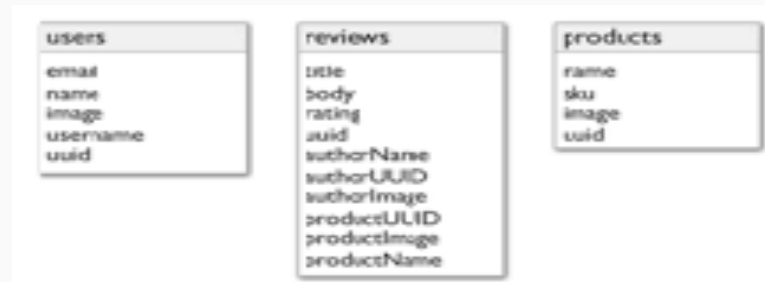 users
email
name
image
username
uuid
reviews
title
body
rating
uuid
authorName
authorUUID
authorImage
productUUID
productImage
productName
products
name
sku
image
uuid